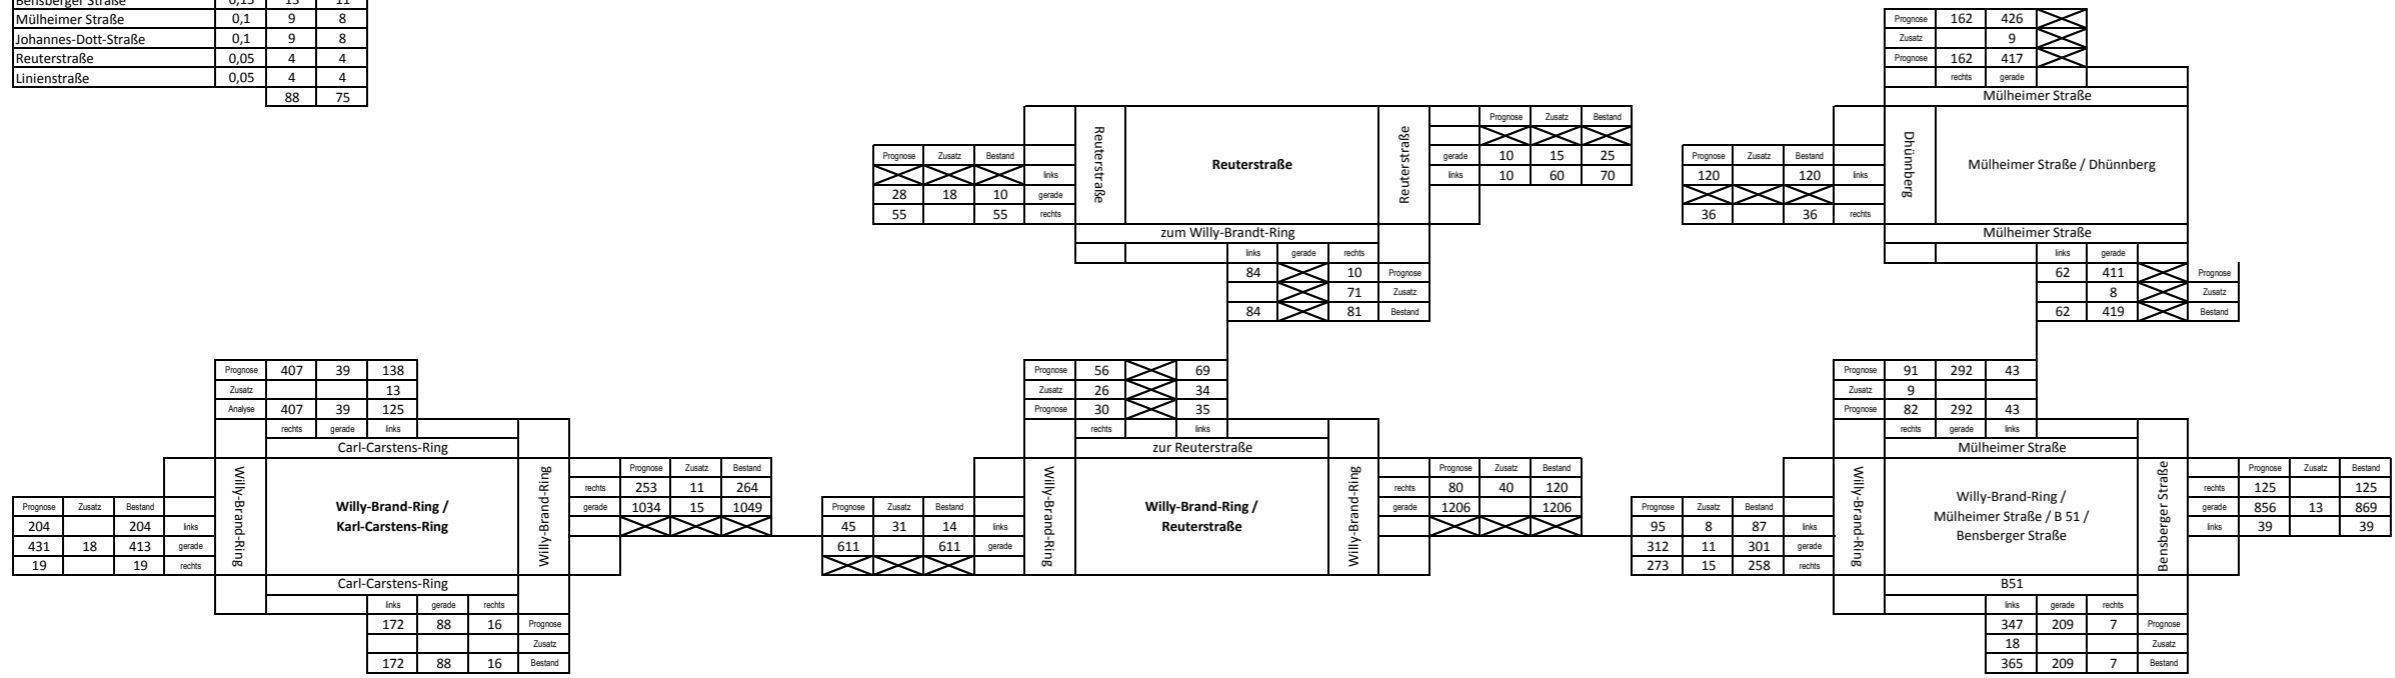 Bensberger Straße 0,15 13 11
Mülheimer Straße 0,1 9 8
Johannes-Dott-Straße 0,1 9 8
Reuterstraße 0,05 4 4
Linienstraße 0,05 4 4
88 75
Prognose 162 426
Zusatz 9
Prognose 162 417
rechts gerade
Mülheimer Straße
Dhünnberg
Mülheimer Straße / Dhünnberg
Prognose Zusatz Bestand
120 120 links
36 36 rechts
Mülheimer Straße
links gerade
62 411 Prognose
8 Zusatz
62 419 Bestand
Reuterstraße
Reuterstraße
Reuterstraße
Prognose Zusatz Bestand
gerade 10 15 25
links 10 60 70
Prognose Zusatz Bestand
links
28 18 10 gerade
55 55 rechts
zum Willy-Brandt-Ring
links gerade rechts
84 10 Prognose
71 Zusatz
84 81 Bestand
Prognose 407 39 138
Zusatz 13
Analyse 407 39 125
rechts gerade links
Carl-Carstens-Ring
Willy-Brand-Ring
Willy-Brand-Ring /
Karl-Carstens-Ring
Willy-Brand-Ring
Prognose Zusatz Bestand
rechts 253 11 264
gerade 1034 15 1049
Prognose Zusatz Bestand
204 204 links
431 18 413 gerade
19 19 rechts
Carl-Carstens-Ring
links gerade rechts
172 88 16 Prognose
Zusatz
172 88 16 Bestand
Prognose 56 69
Zusatz 26 34
Prognose 30 35
rechts links
zur Reuterstraße
Willy-Brand-Ring
Willy-Brand-Ring /
Reuterstraße
Willy-Brand-Ring
Prognose Zusatz Bestand
rechts 80 40 120
gerade 1206 1206
Prognose Zusatz Bestand
45 31 14 links
611 611 gerade
Prognose 91 292 43
Zusatz 9
Prognose 82 292 43
rechts gerade links
Mülheimer Straße
Willy-Brand-Ring
Willy-Brand-Ring /
Mülheimer Straße / B 51 /
Bensberger Straße
Bensberger Straße
Prognose Zusatz Bestand
rechts 125 125
gerade 856 13 869
links 39 39
Prognose Zusatz Bestand
95 8 87 links
312 11 301 gerade
273 15 258 rechts
B51
links gerade rechts
347 209 7 Prognose
18 Zusatz
365 209 7 Bestand